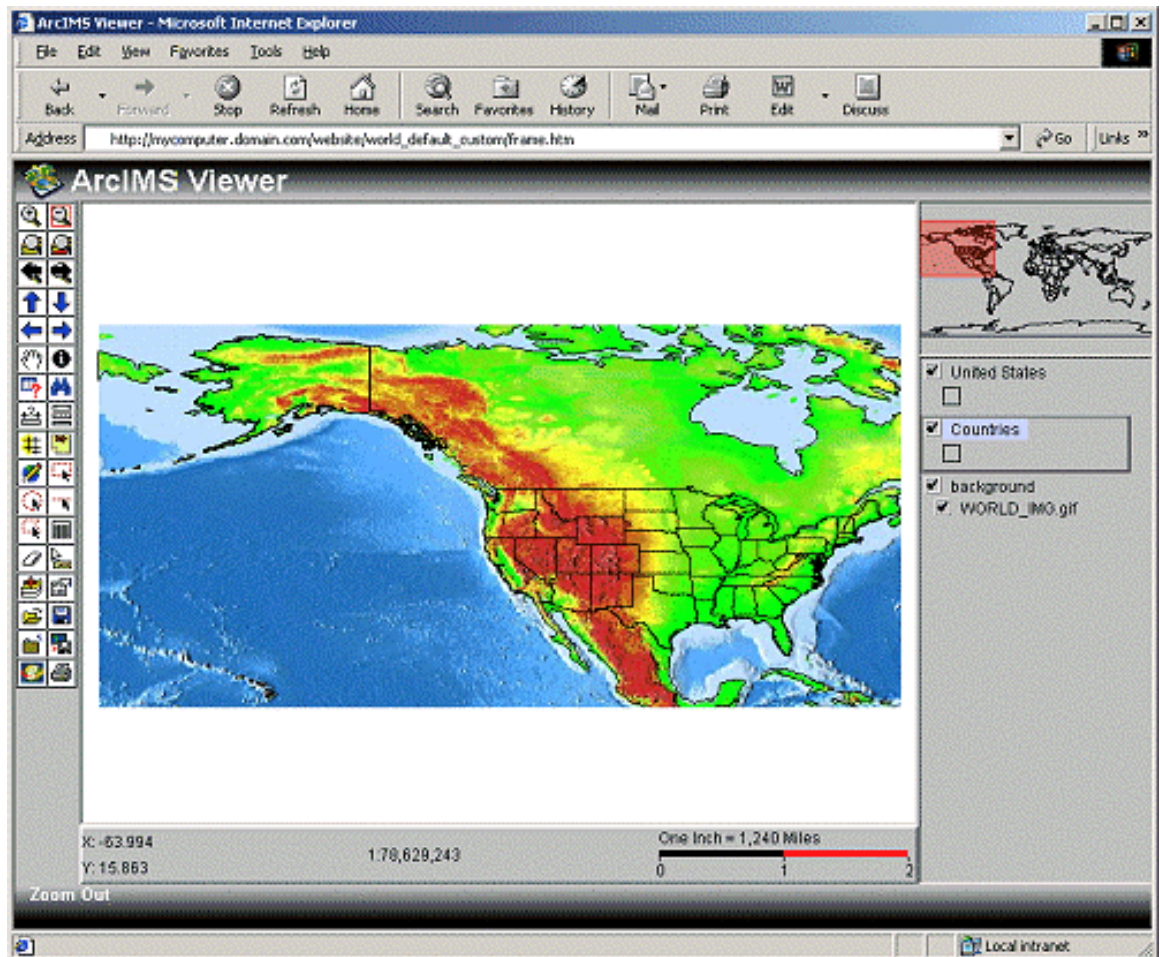 ArcIMS Viewer - Microsoft Internet Explorer
File Edit View Favorites Tools Help
Back Forward Stop Refresh Home Search Favorites History Mail Print Edit Discuss
Address http://mycomputer.domain.com/website/world_default_custom/frame.htm Go Links »
ArcIMS Viewer
United States
Countries
background
WORLD_IMG.gif
X: -63.994
Y: 15.863
1:78,629,243
One Inch = 1,240 Miles
0 1 2
Zoom Out
Local intranet